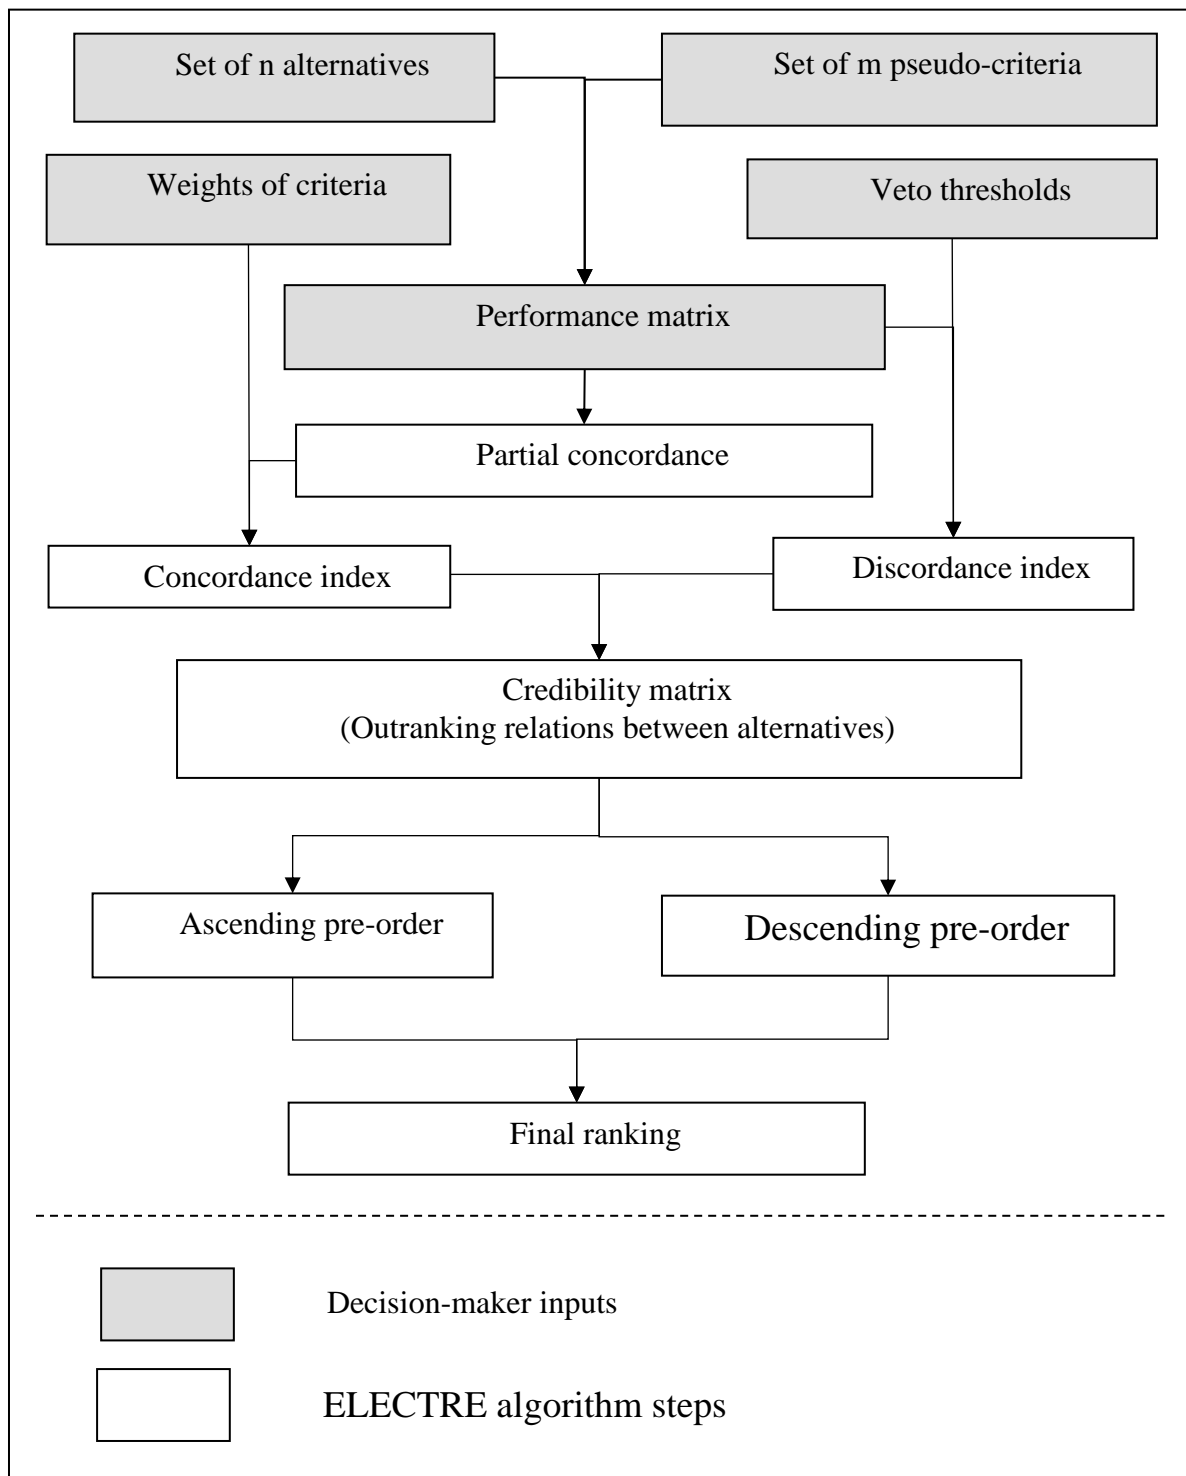 Set of n alternatives
Set of m pseudo-criteria
Weights of criteria
Veto thresholds
Performance matrix
Partial concordance
Concordance index
Discordance index
Credibility matrix
(Outranking relations between alternatives)
Ascending pre-order
Descending pre-order
Final ranking
Decision-maker inputs
ELECTRE algorithm steps